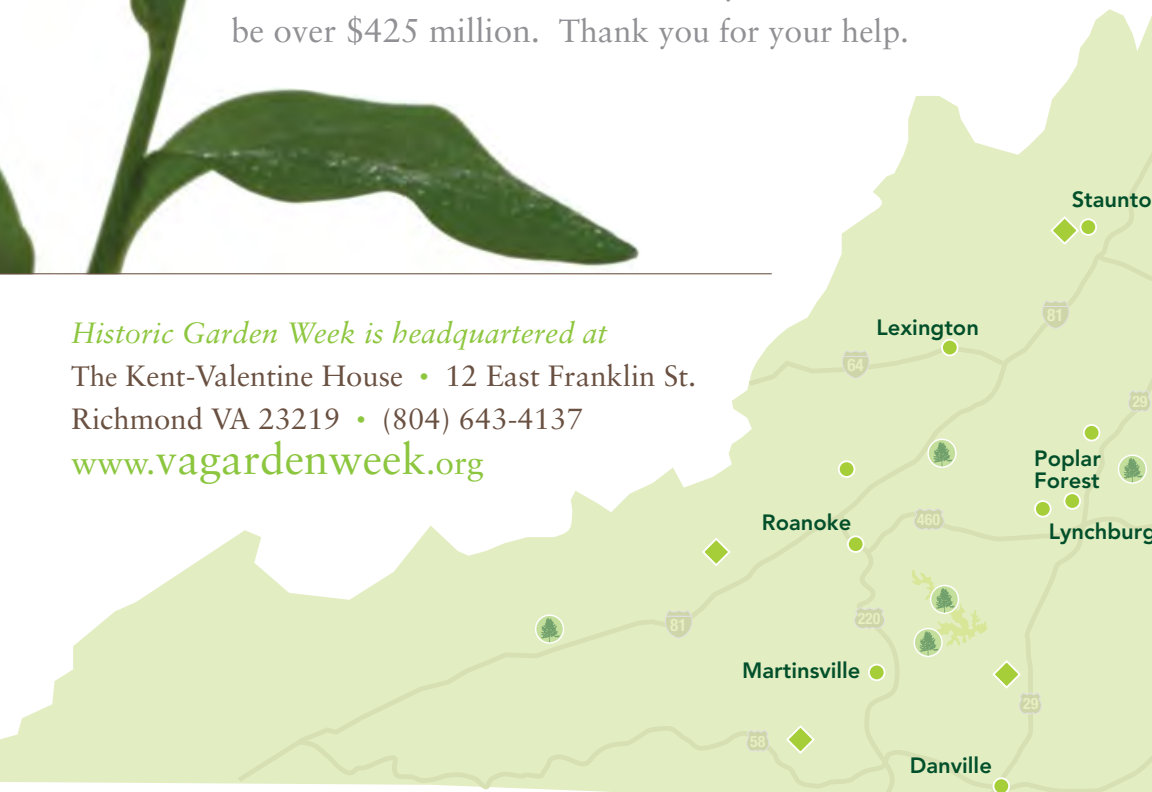 be over $425 million.  Thank you for your help.
Historic Garden Week is headquartered at
The Kent-Valentine House • 12 East Franklin St.
Richmond VA 23219 • (804) 643-4137
www.vagardenweek.org
Staunto
81
Lexington
64
29
Poplar
Forest
Roanoke
460
Lynchburg
81
220
Martinsville
29
58
Danville